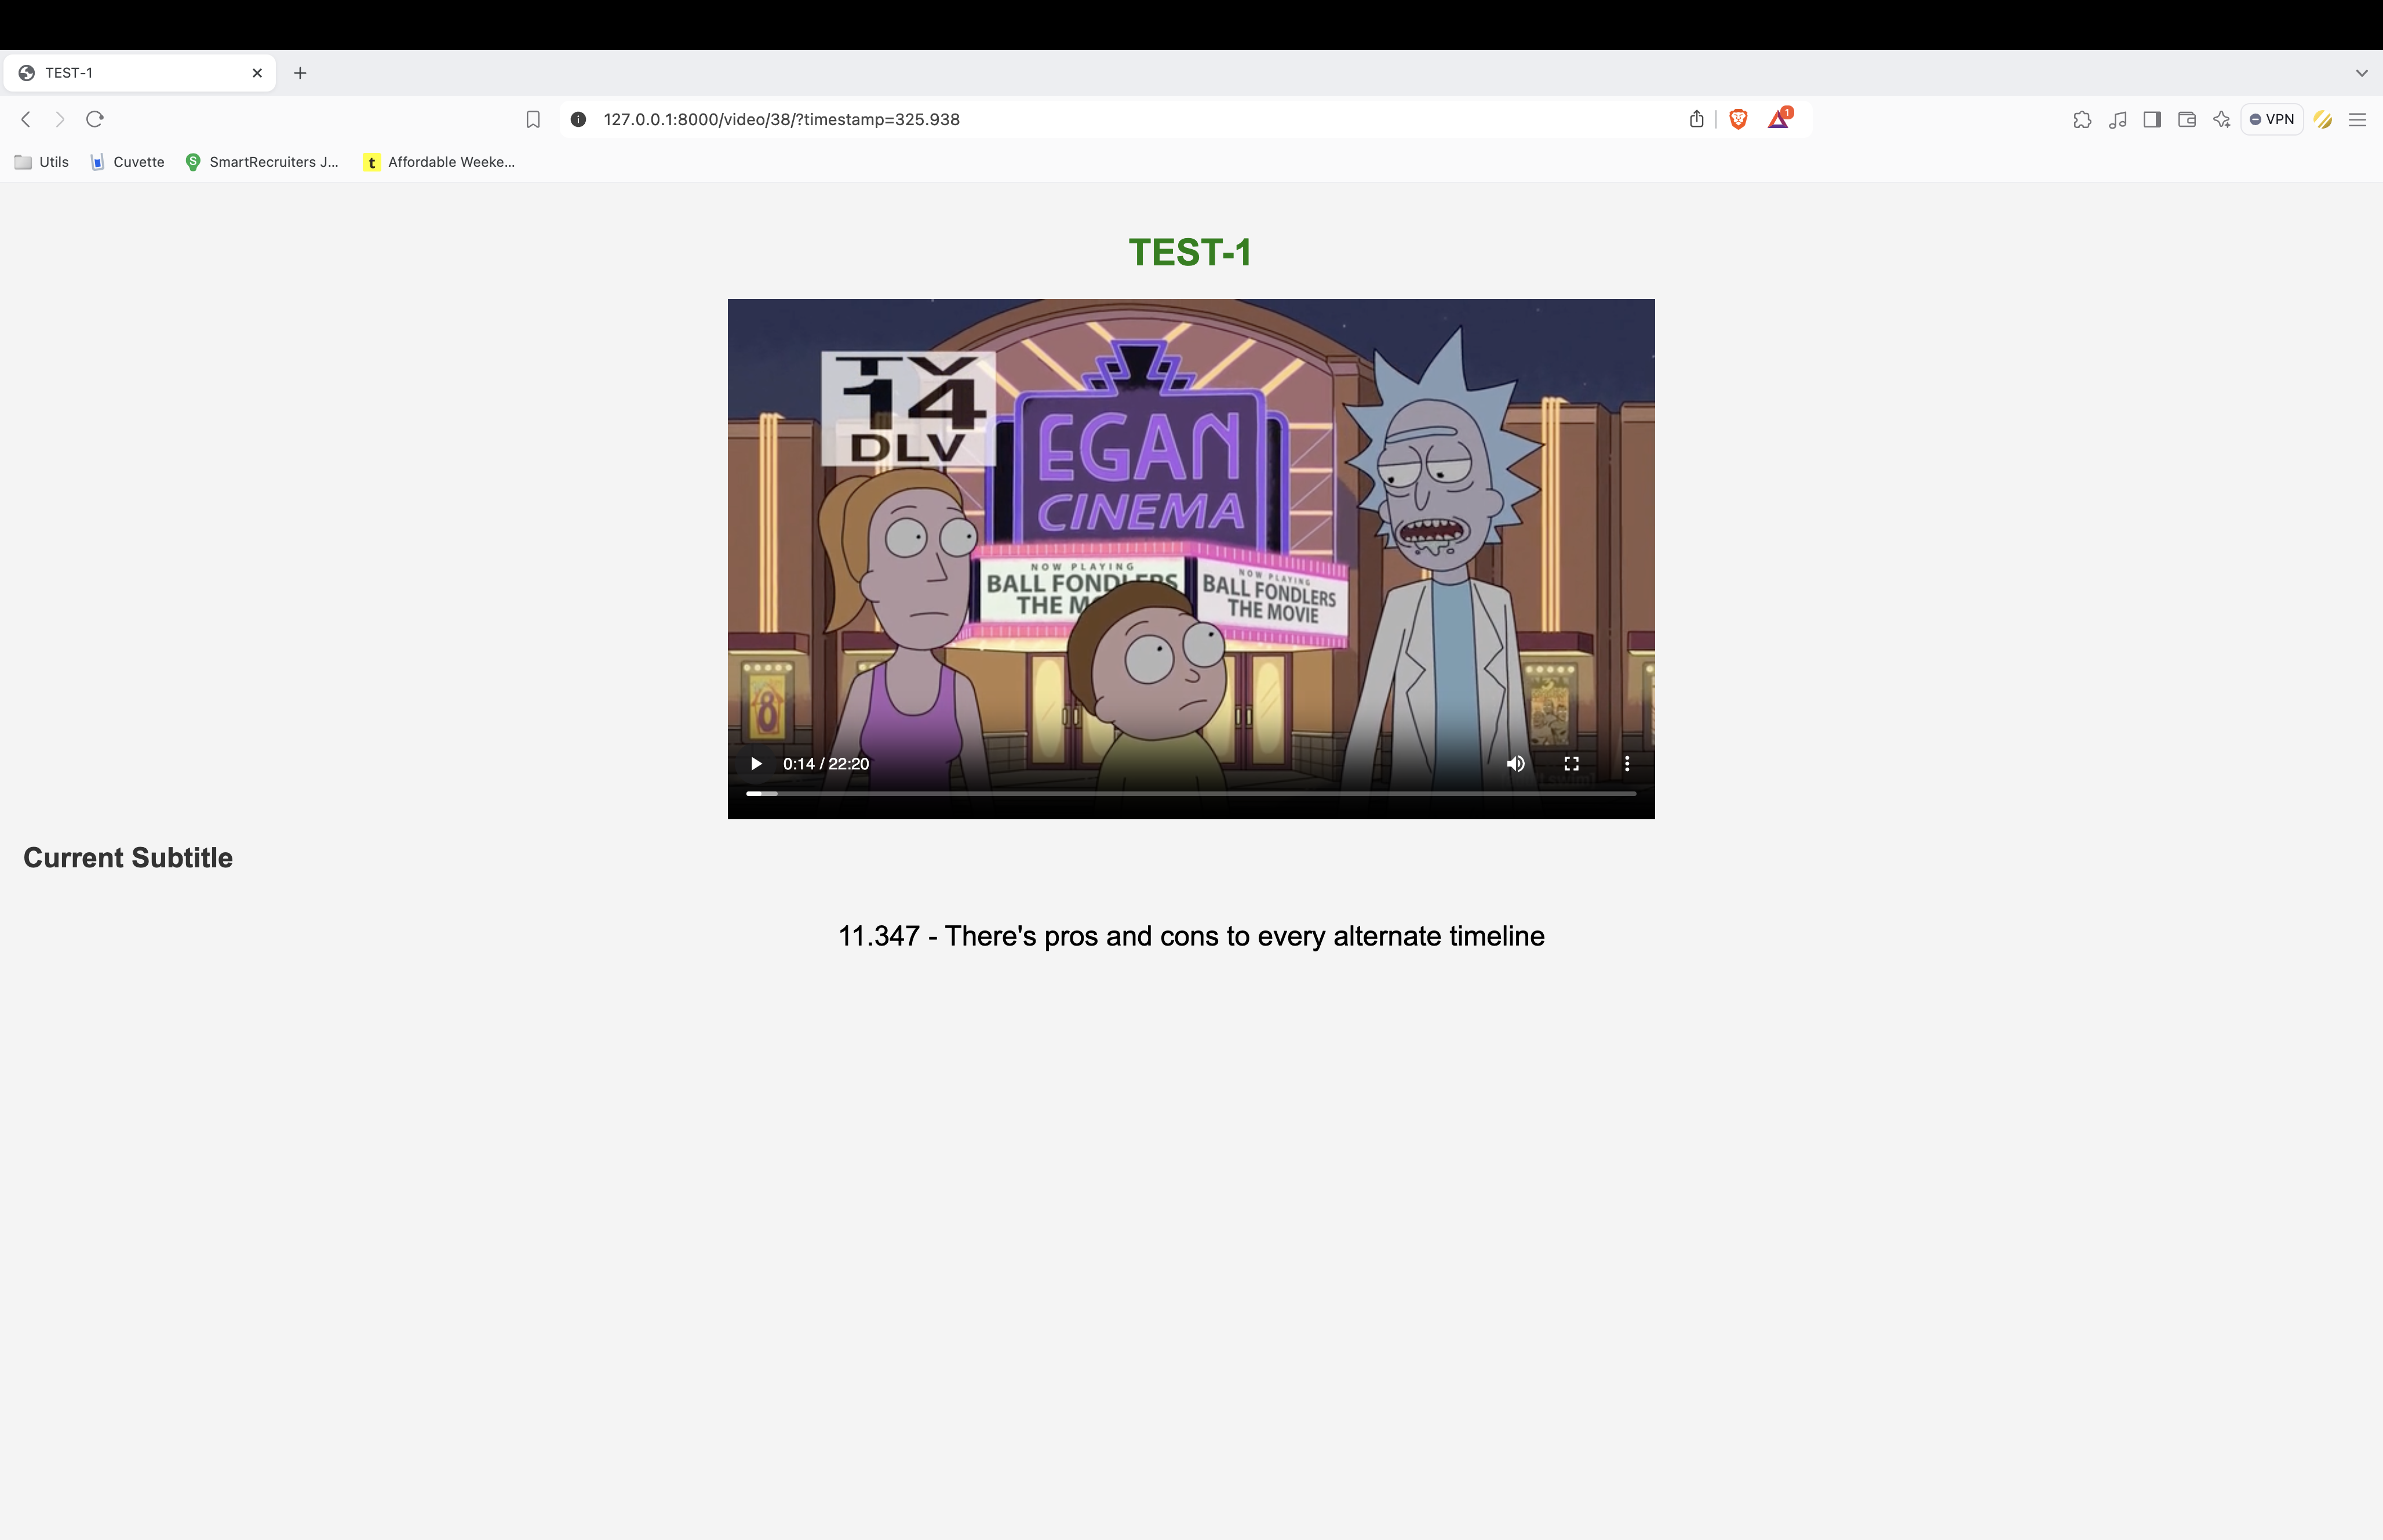 TEST-1
127.0.0.1:8000/video/38/?timestamp=325.938
1
VPN
Utils
Cuvette
SmartRecruiters J...
Affordable Weeke...
TEST-1
TV
14
DLV
EGAN
CINEMA
NOW PLAYING
BALL FONDLERS
THE MO
NOW PLAYING
BALL FONDLERS
THE MOVIE
8
0:14 / 22:20
Current Subtitle
11.347 - There's pros and cons to every alternate timeline